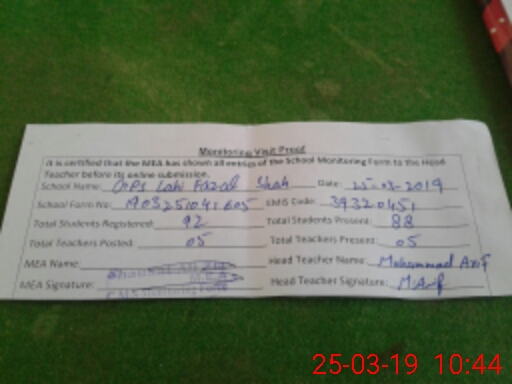 Monitoring Visit Proof
It is certified that the MEA has shown all entries of the School Monitoring Form to the Head
Teacher before its online submission.
School Name: GPS Lahi Fazal Shah Date: 25-03-2019
School Form No: M03251041605 EMIS Code: 39320451
Total Students Registered: 92 Total Students Present: 88
Total Teachers Posted: 05 Total Teachers Present: 05
MEA Name: Head Teacher Name: Muhammad Arif
MEA Signature: Head Teacher Signature: M.Arif
25-03-19 10:44